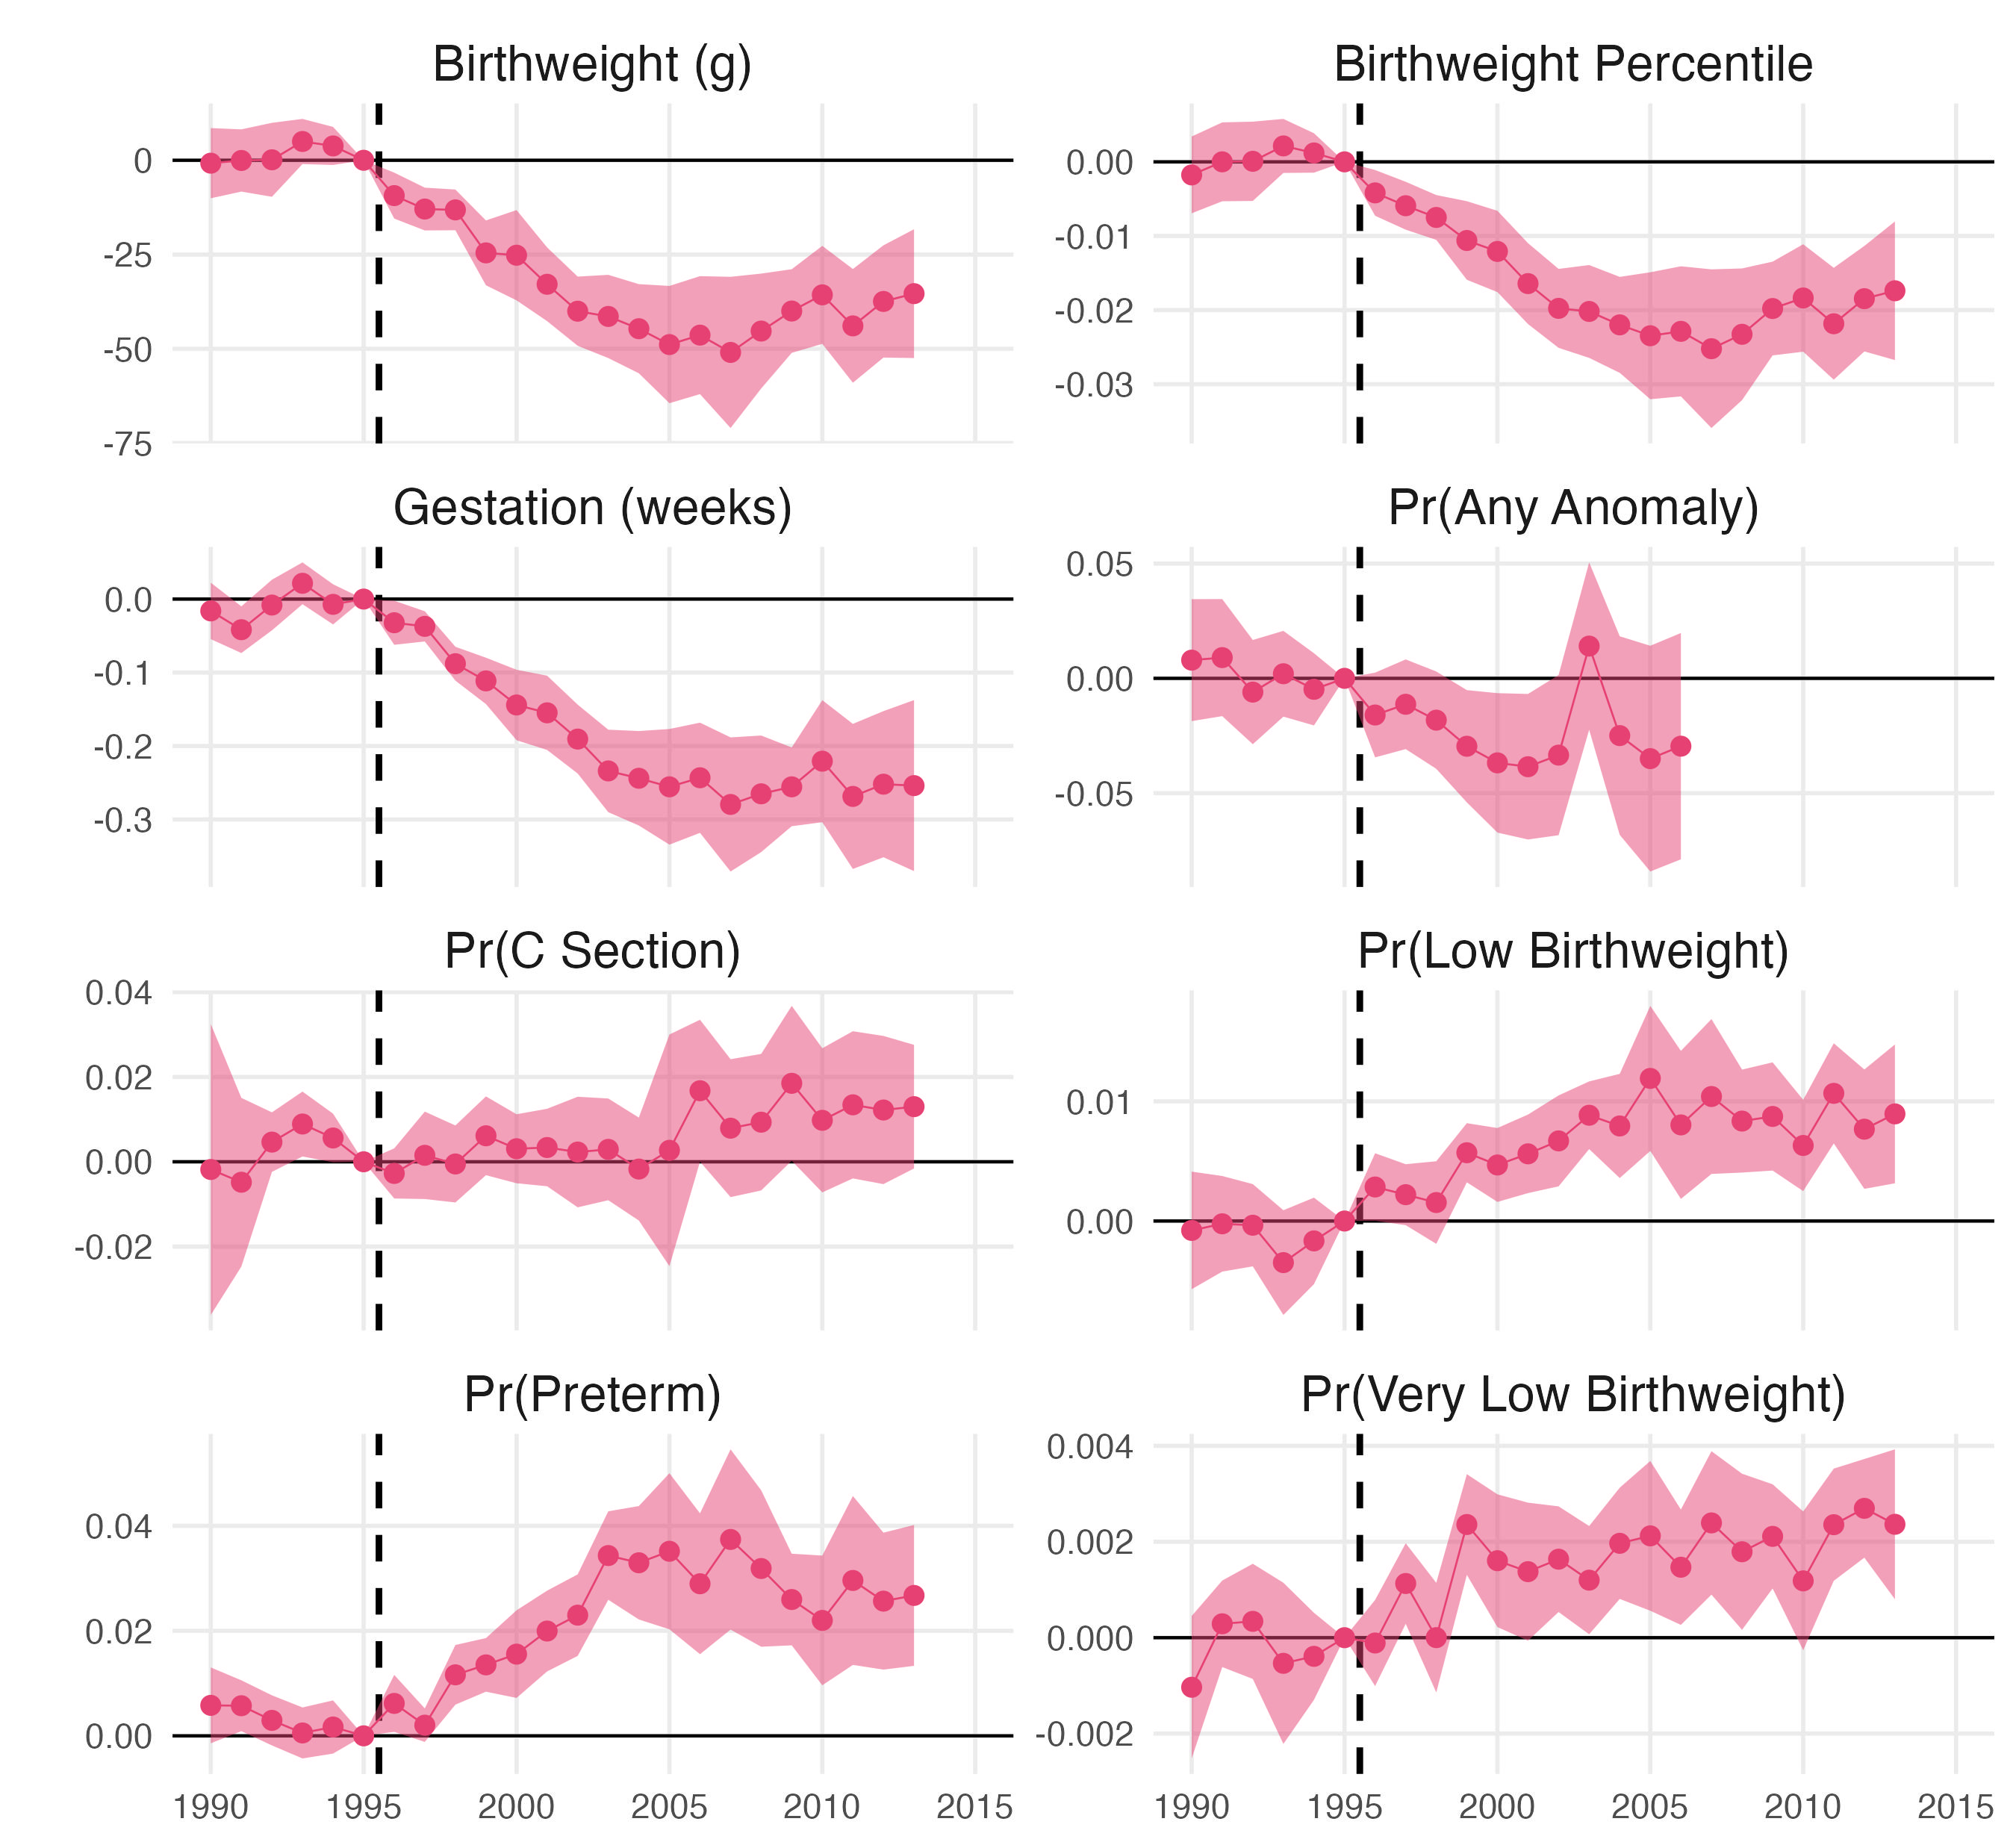 Birthweight (g)
0
-25
-50
-75
Birthweight Percentile
0.00
-0.01
-0.02
-0.03
Gestation (weeks)
0.0
-0.1
-0.2
-0.3
Pr(Any Anomaly)
0.05
0.00
-0.05
Pr(C Section)
0.04
0.02
0.00
-0.02
Pr(Low Birthweight)
0.01
0.00
Pr(Preterm)
0.04
0.02
0.00
1990 1995 2000 2005 2010 2015
Pr(Very Low Birthweight)
0.004
0.002
0.000
-0.002
1990 1995 2000 2005 2010 2015